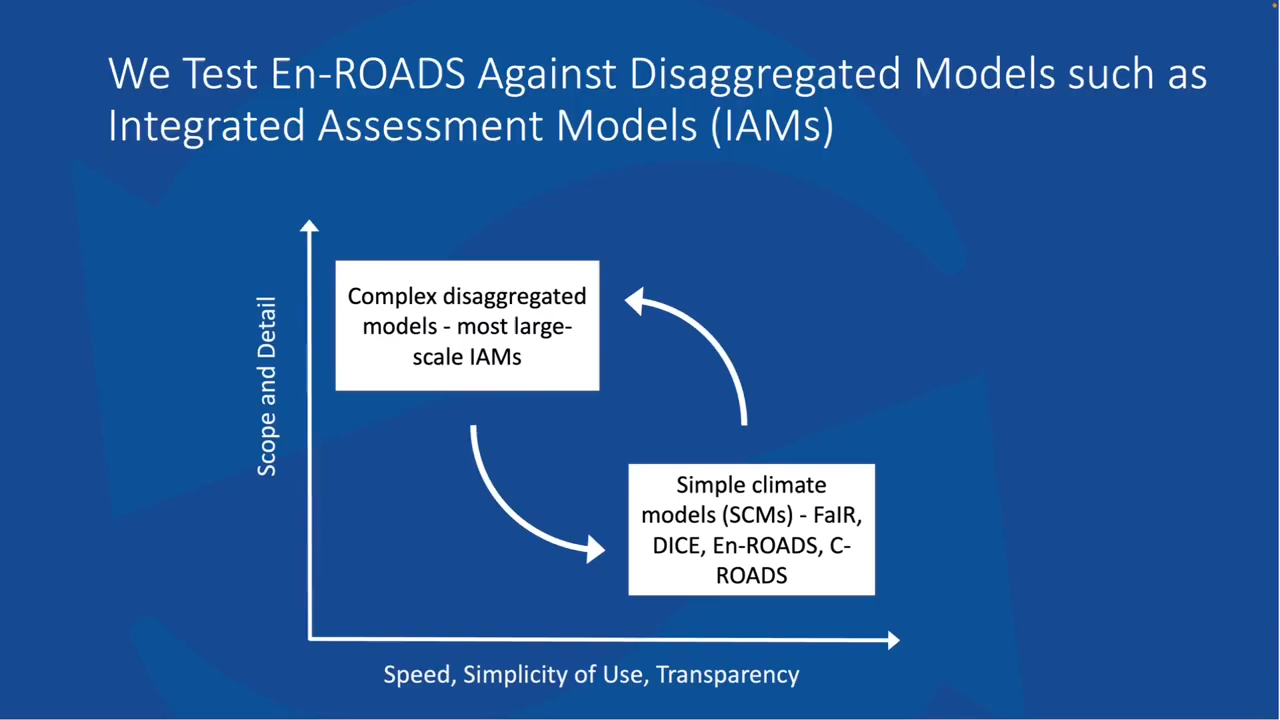 We Test En-ROADS Against Disaggregated Models such as
Integrated Assessment Models (IAMs)
Scope and Detail
Complex disaggregated
models - most large-
scale IAMs
Simple climate
models (SCMs) - FaIR,
DICE, En-ROADS, C-
ROADS
Speed, Simplicity of Use, Transparency